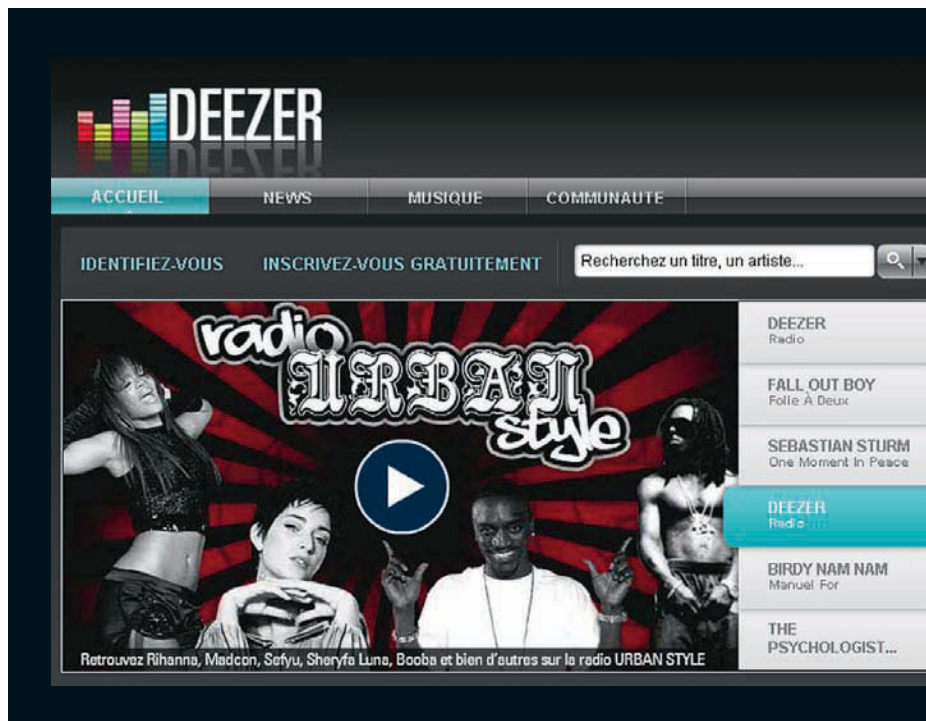 DEEZER
ACCUEIL NEWS MUSIQUE COMMUNAUTE
IDENTIFIEZ-VOUS INSCRIVEZ-VOUS GRATUITEMENT Recherchez un titre, un artiste...
radio
URBAN
style
Retrouvez Rihanna, Madcon, Sefyu, Sheryfa Luna, Booba et bien d'autres sur la radio URBAN STYLE
DEEZER
Radio
FALL OUT BOY
Folie À Deux
SEBASTIAN STURM
One Moment In Peace
DEEZER
Radio
BIRDY NAM NAM
Manuel For
THE
PSYCHOLOGIST...